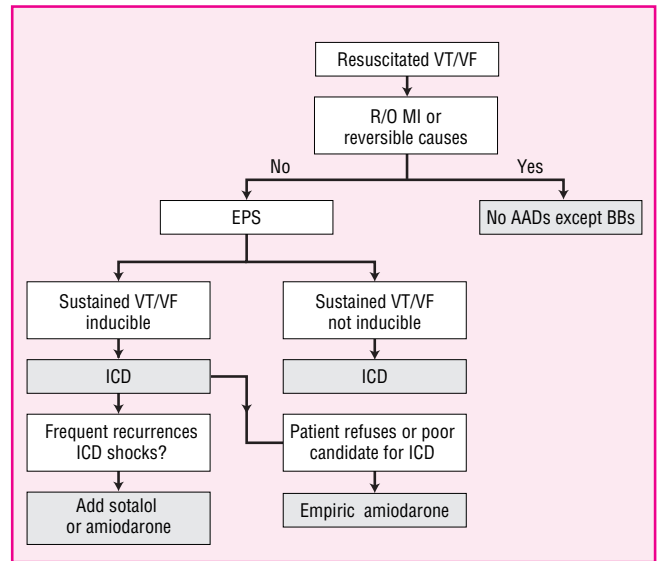 Resuscitated VT/VF
R/O MI or
reversible causes
No
Yes
EPS
No AADs except BBs
Sustained VT/VF
inducible
Sustained VT/VF
not inducible
ICD
ICD
Frequent recurrences
ICD shocks?
Patient refuses or poor
candidate for ICD
Add sotalol
or amiodarone
Empiric amiodarone